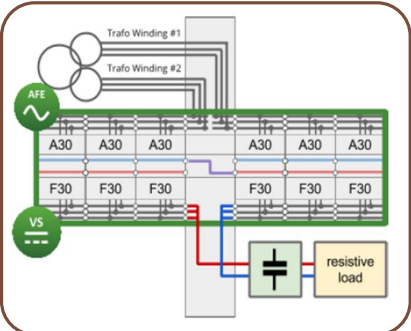 Trafo Winding #1
Trafo Winding #2
AFE
A30 A30 A30 A30 A30 A30
F30 F30 F30 F30 F30 F30
VS
resistive
load